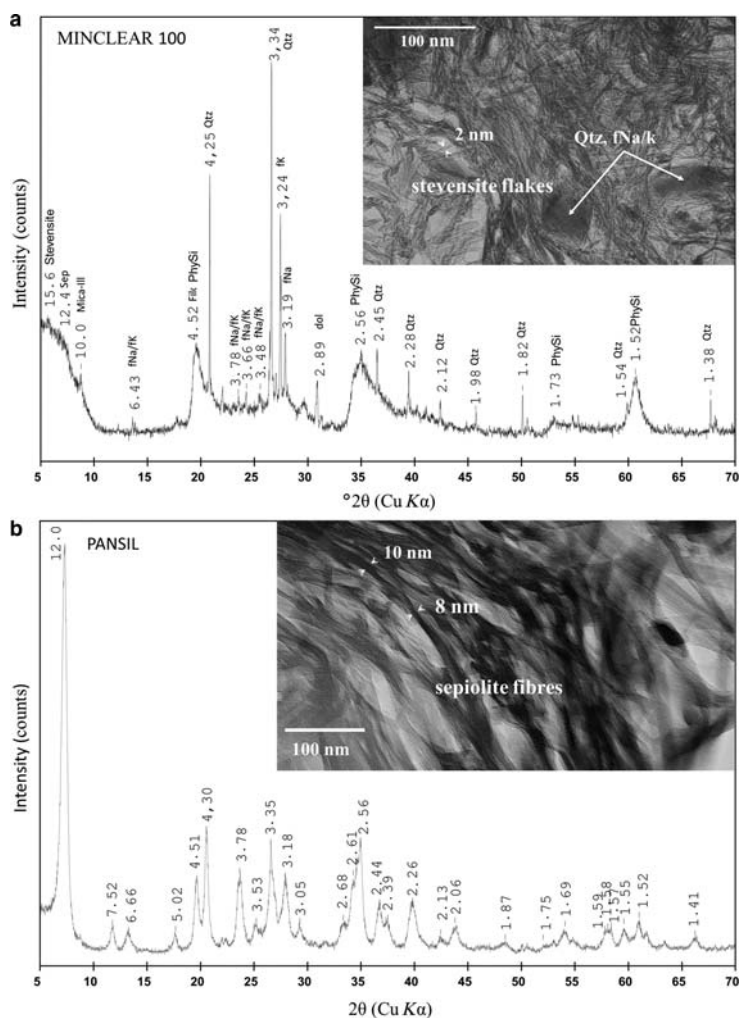 a
MINCLEAR 100
Intensity (counts)
15.6 Stevensite
12.4 Sep
10.0 Mica-Ill
6.43 fNa/fK
4.52 Filc PhySi
4,25 Qtz
3.78 fNa/fK
3.66 fNa/fK
3.48 fNa/fK
3,34 Qtz
3,24 fK
3.19 fNa
2.89 dol
2.56 PhySi
2.45 Qtz
2.28 Qtz
2.12 Qtz
1.98 Qtz
1.82 Qtz
1.73 PhySi
1.54 Qtz
1.52 PhySi
1.38 Qtz
100 nm
2 nm
Qtz, fNa/k
stevensite flakes
5 10 15 20 25 30 35 40 45 50 55 60 65 70
°2θ (Cu Kα)
b
PANSIL
Intensity (counts)
12.0
7.52
6.66
5.02
4.51
4,30
3.78
3.53
3.35
3.18
3.05
2.68
2.61
2.56
2.44
2.39
2.26
2.13
2.06
1.87
1.75
1.69
1.59
1.58
1.57
1.55
1.52
1.41
10 nm
8 nm
sepiolite fibres
100 nm
5 10 15 20 25 30 35 40 45 50 55 60 65 70
2θ (Cu Kα)